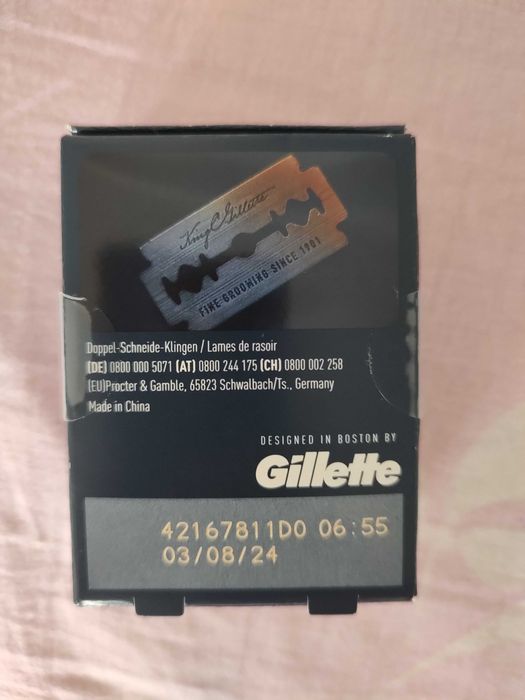 King C Gillette
FINE GROOMING SINCE 1901
Doppel-Schneide-Klingen / Lames de rasoir
(DE) 0800 000 5071 (AT) 0800 244 175 (CH) 0800 002 258
(EU)Procter & Gamble, 65823 Schwalbach/Ts., Germany
Made in China
DESIGNED IN BOSTON BY
Gillette
42167811D0 06:55
03/08/24